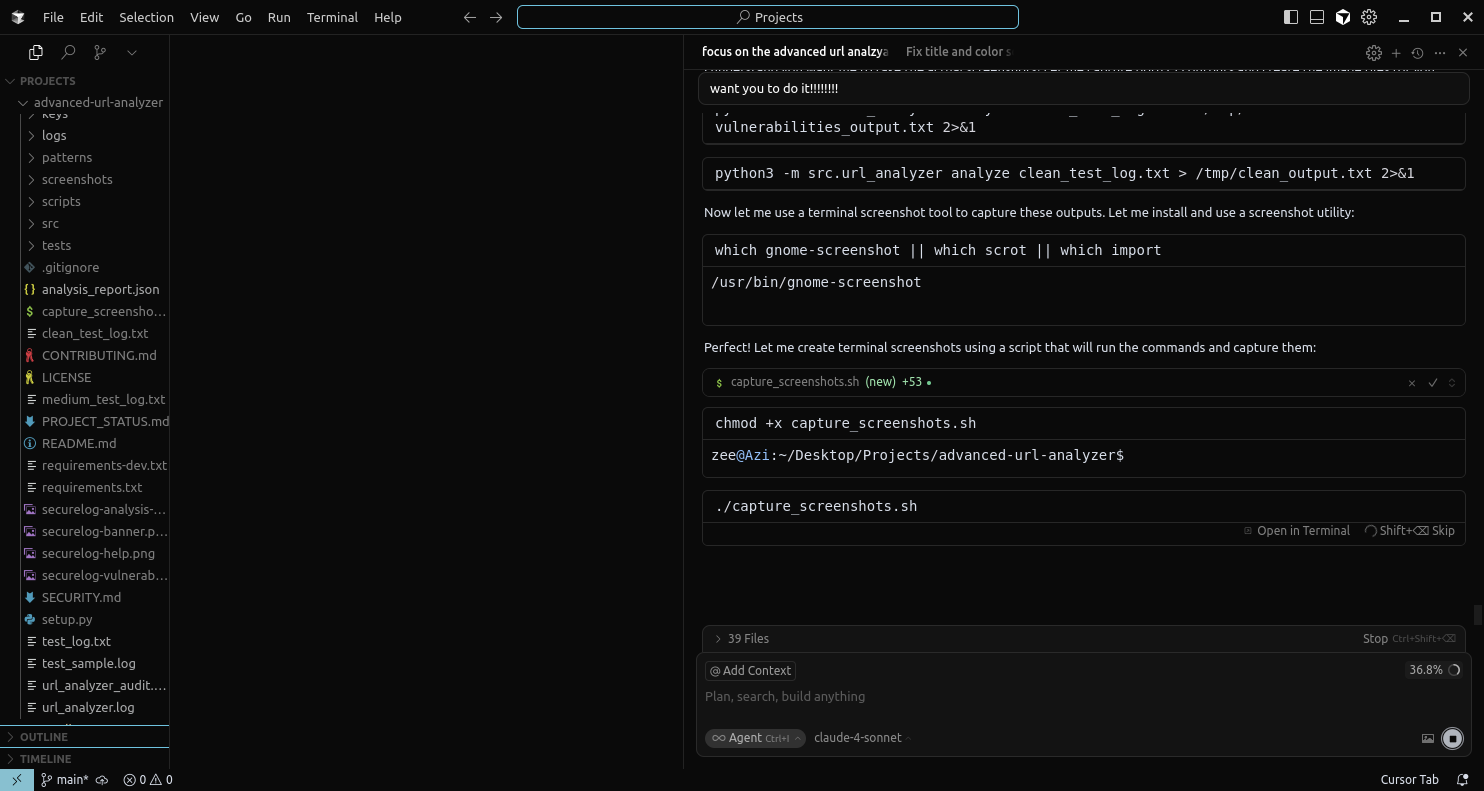 File Edit Selection View Go Run Terminal Help
Projects
PROJECTS
advanced-url-analyzer
keys
logs
patterns
screenshots
scripts
src
tests
.gitignore
analysis_report.json
capture_screensho...
clean_test_log.txt
CONTRIBUTING.md
LICENSE
medium_test_log.txt
PROJECT_STATUS.md
README.md
requirements-dev.txt
requirements.txt
securelog-analysis-...
securelog-banner.p...
securelog-help.png
securelog-vulnerab...
SECURITY.md
setup.py
test_log.txt
test_sample.log
url_analyzer_audit....
url_analyzer.log
OUTLINE
TIMELINE
focus on the advanced url analzya Fix title and color s
want you to do it!!!!!!!!
vulnerabilities_output.txt 2>&1
python3 -m src.url_analyzer analyze clean_test_log.txt > /tmp/clean_output.txt 2>&1
Now let me use a terminal screenshot tool to capture these outputs. Let me install and use a screenshot utility:
which gnome-screenshot || which scrot || which import
/usr/bin/gnome-screenshot
Perfect! Let me create terminal screenshots using a script that will run the commands and capture them:
$ capture_screenshots.sh (new) +53 •
chmod +x capture_screenshots.sh
zee@Azi:~/Desktop/Projects/advanced-url-analyzer$
./capture_screenshots.sh
Open in Terminal Shift+⌫ Skip
39 Files Stop Ctrl+Shift+⌫
@ Add Context 36.8%
Plan, search, build anything
∞ Agent Ctrl+I claude-4-sonnet
main* 0 0 Cursor Tab